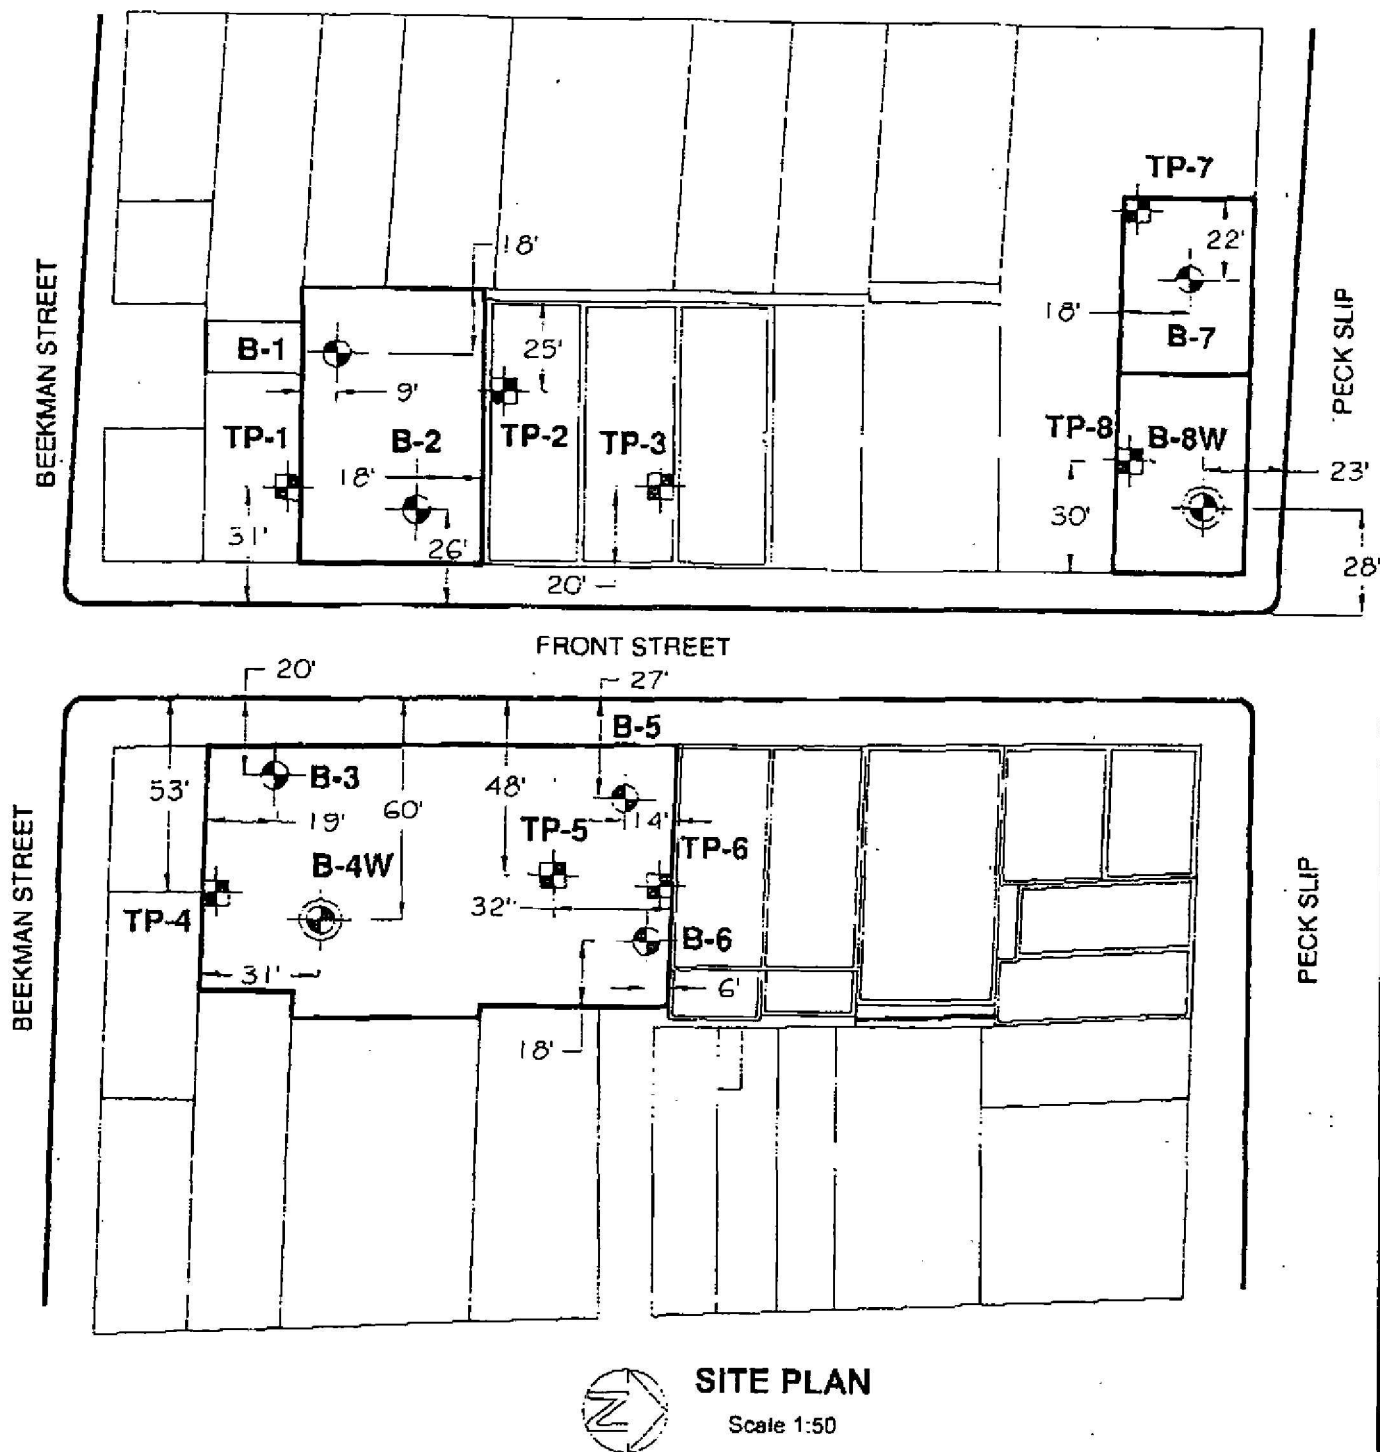 TP-7
18'
22'
BEEKMAN STREET
B-1
25'
18'
B-7
PECK SLIP
9'
TP-1
B-2
TP-2
TP-3
TP-8
B-8W
18'
23'
31'
26'
30'
20'
28'
FRONT STREET
20'
27'
B-5
53'
B-3
48'
60'
19'
TP-5
14'
TP-6
BEEKMAN STREET
B-4W
TP-4
32'
B-6
PECK SLIP
31'
6'
18'
N
SITE PLAN
Scale 1:50